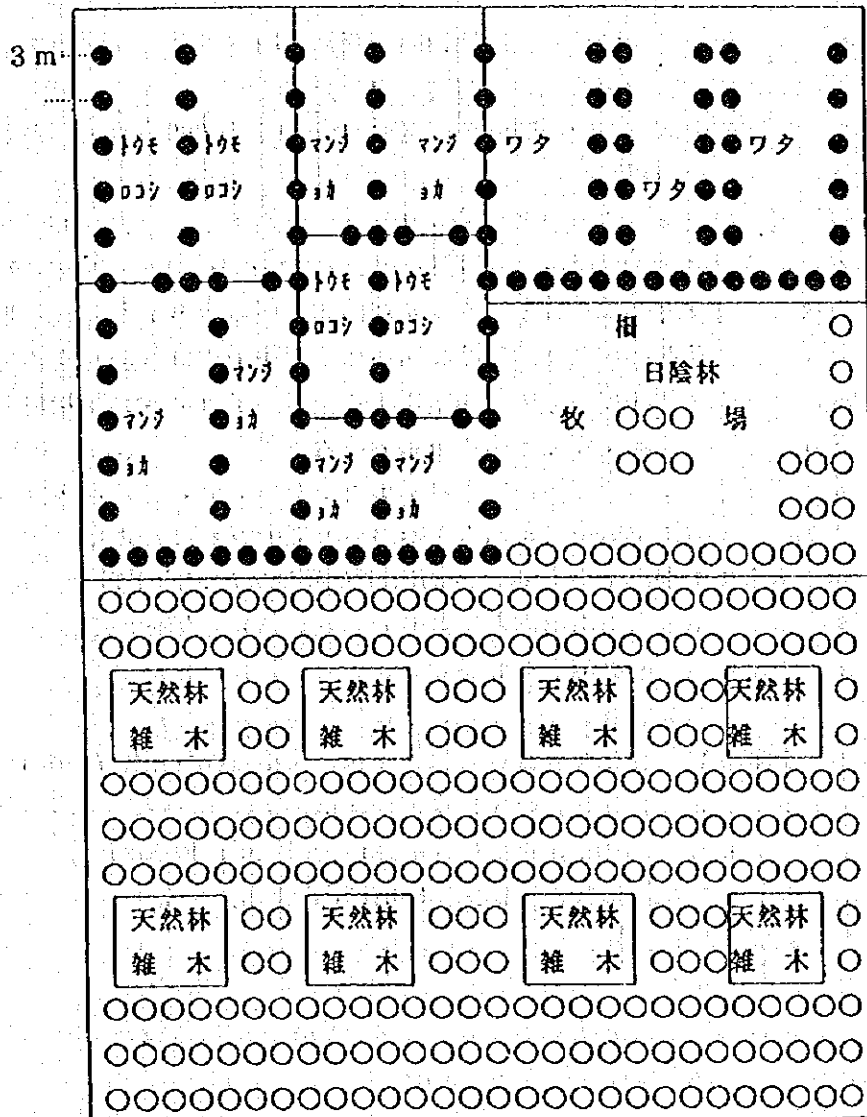 3 m
トウモ トウモ マンジ マンジ ワタ ワタ
ロコシ ロコシ ョカ ョカ ワタ
トウモ トウモ
ロコシ ロコシ 相
マンジ 日陰林
マンジ ョカ 牧 場
ョカ マンジ マンジ
ョカ ョカ
天然林 天然林 天然林 天然林
雑 木 雑 木 雑 木 雑 木
天然林 天然林 天然林 天然林
雑 木 雑 木 雑 木 雑 木